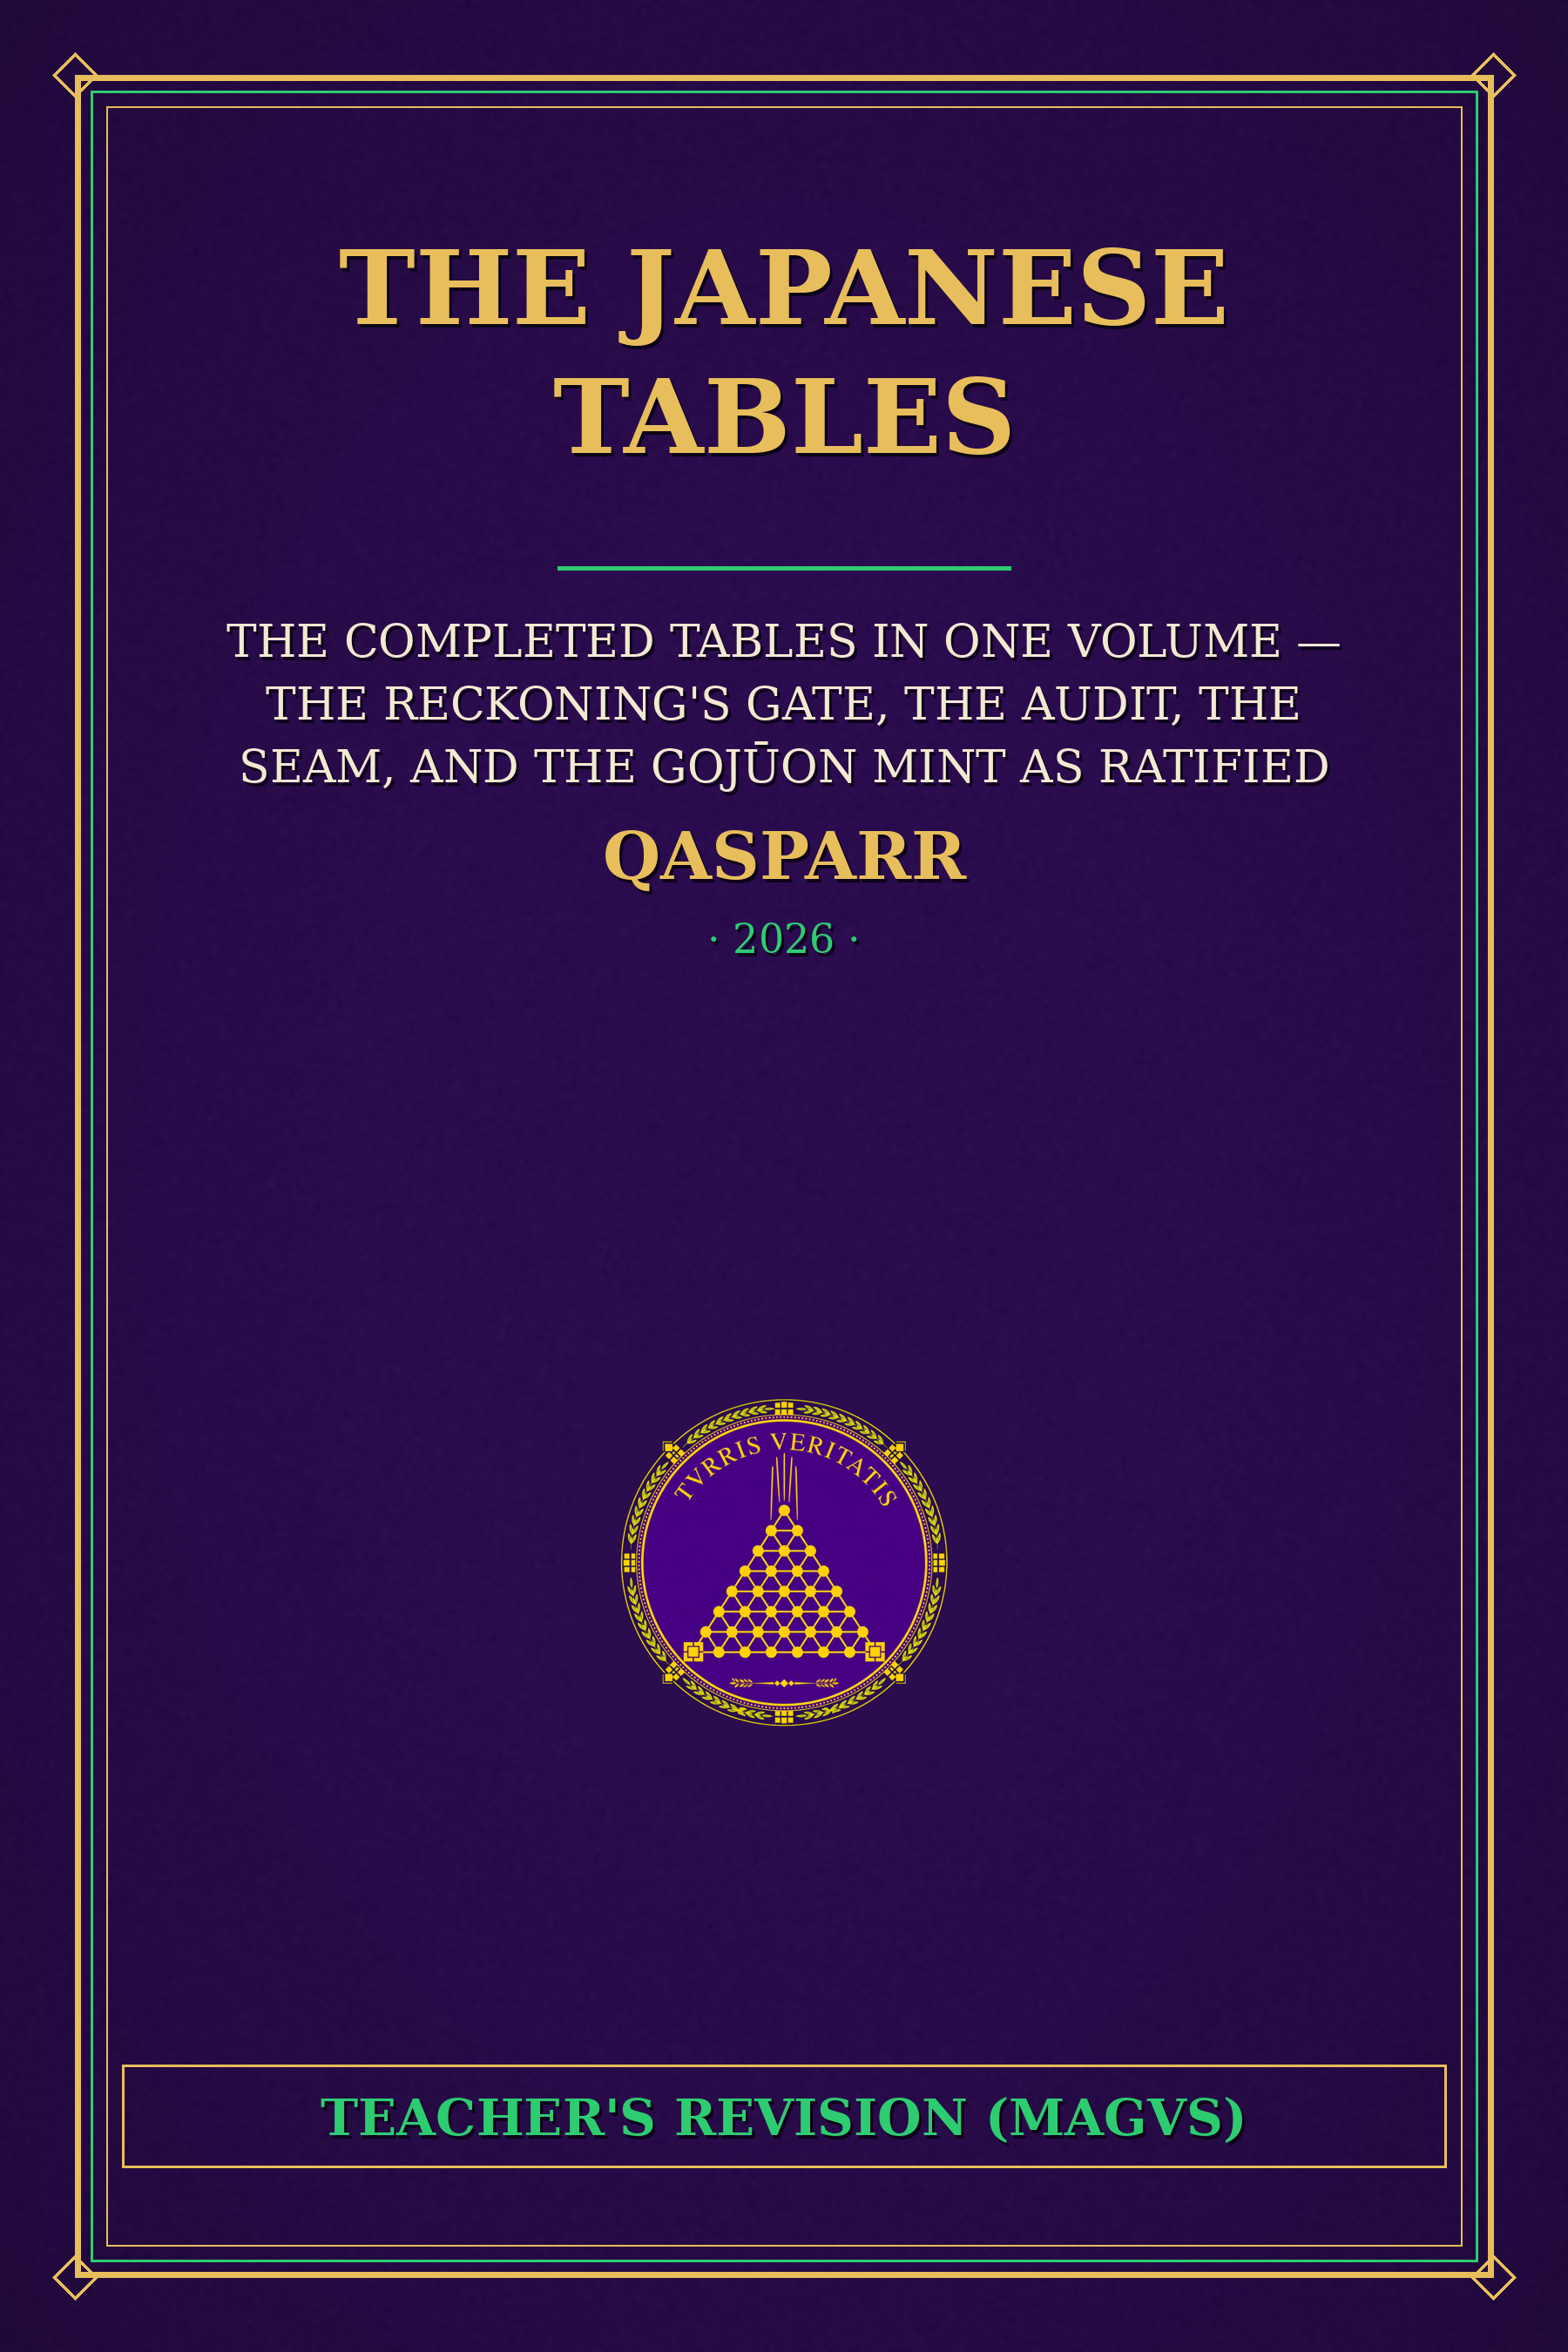 THE JAPANESE
TABLES
THE COMPLETED TABLES IN ONE VOLUME —
THE RECKONING'S GATE, THE AUDIT, THE
SEAM, AND THE GOJŪON MINT AS RATIFIED
QASPARR
· 2026 ·
TVRRIS VERITATIS
TEACHER'S REVISION (MAGVS)